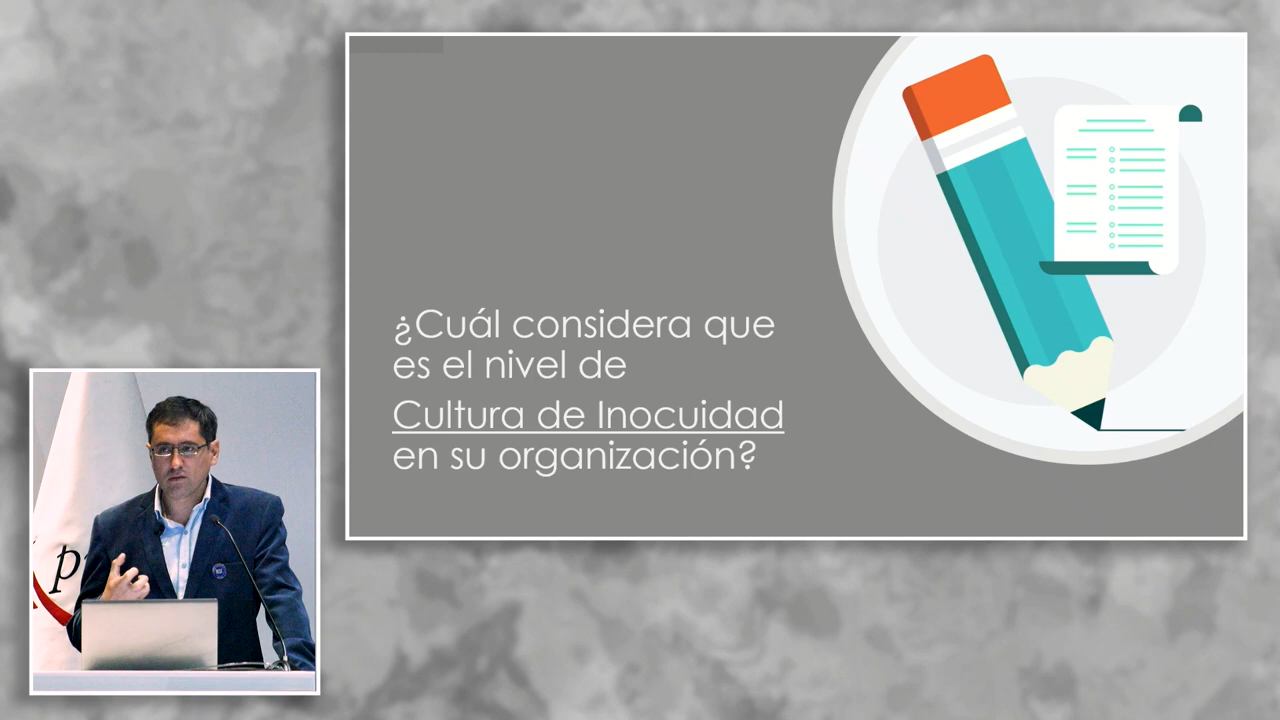 ¿Cuál considera que
es el nivel de
Cultura de Inocuidad
en su organización?